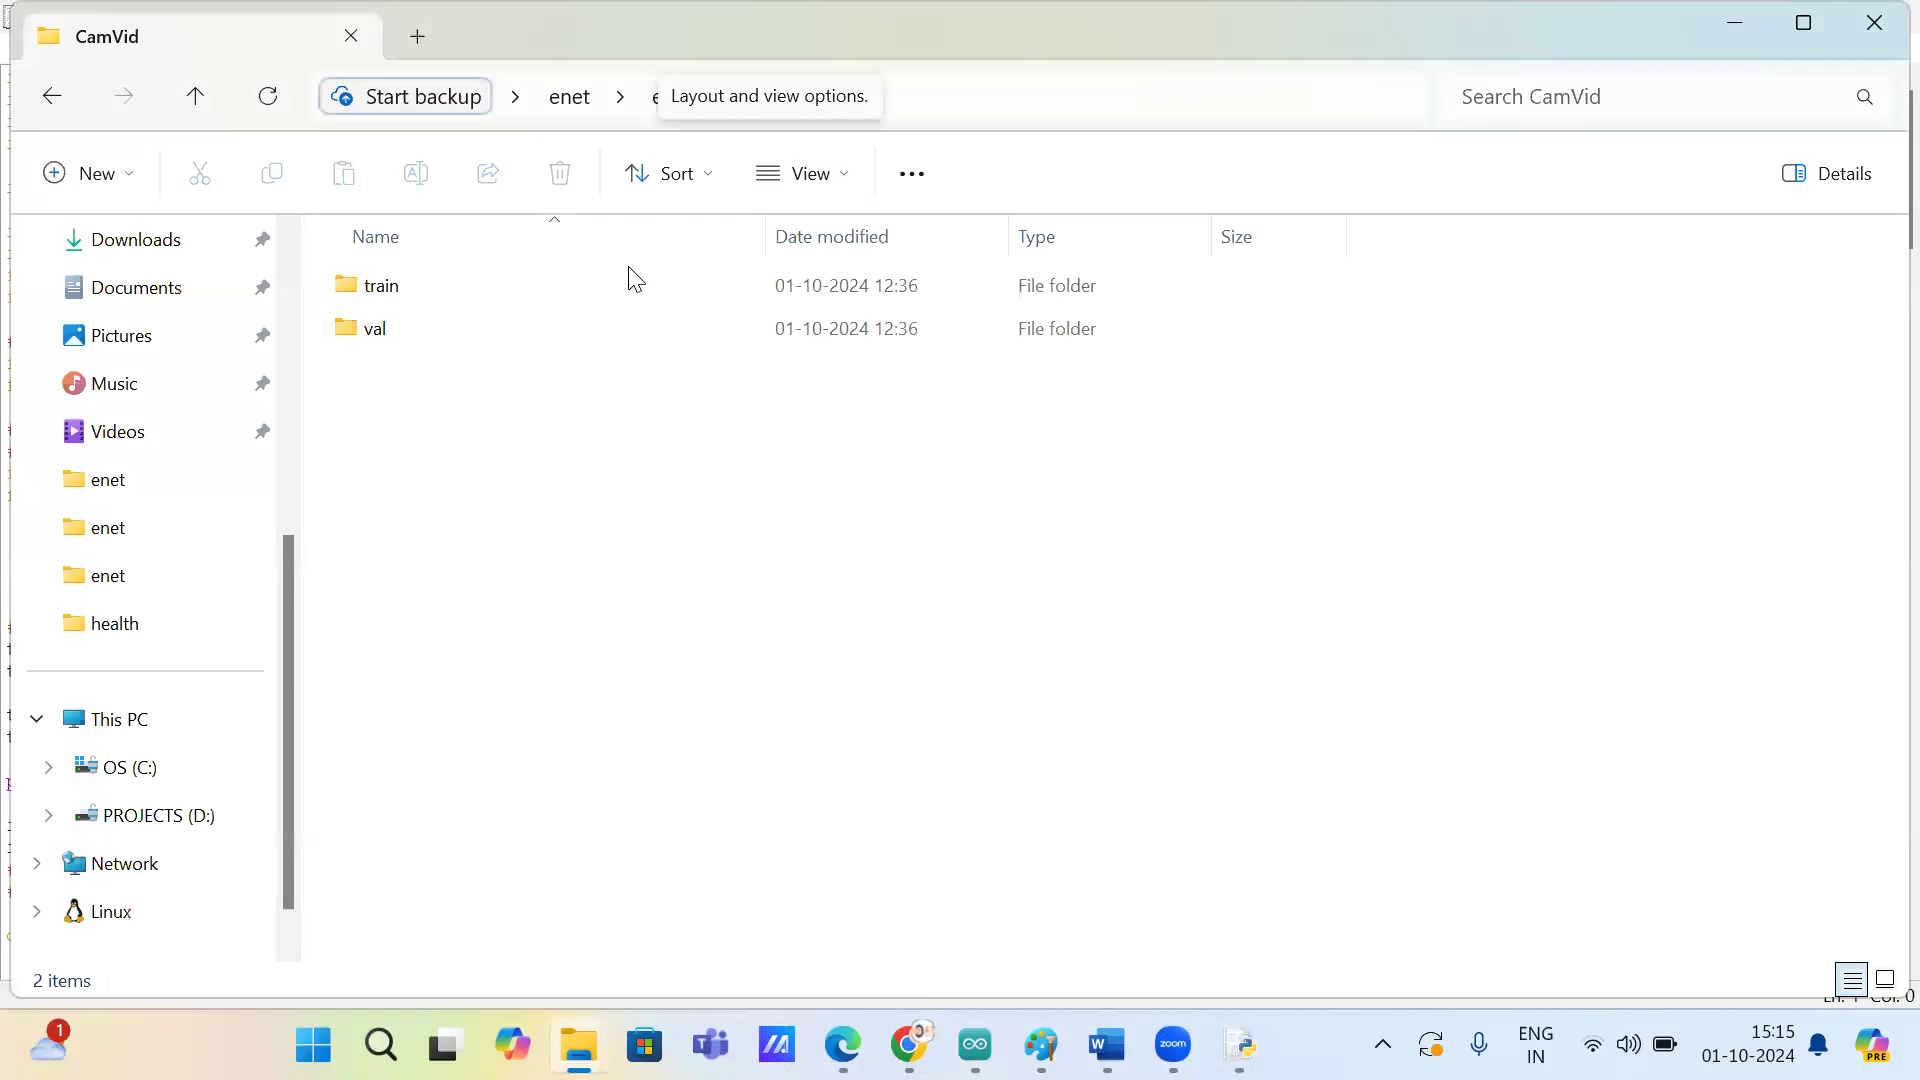 CamVid
Start backup
enet
Layout and view options.
Search CamVid
New
Sort
View
Details
Name
Date modified
Type
Size
train
01-10-2024 12:36
File folder
val
01-10-2024 12:36
File folder
Downloads
Documents
Pictures
Music
Videos
enet
enet
enet
health
This PC
OS (C:)
PROJECTS (D:)
Network
Linux
2 items
1
zoom
ENG
IN
15:15
01-10-2024
PRE